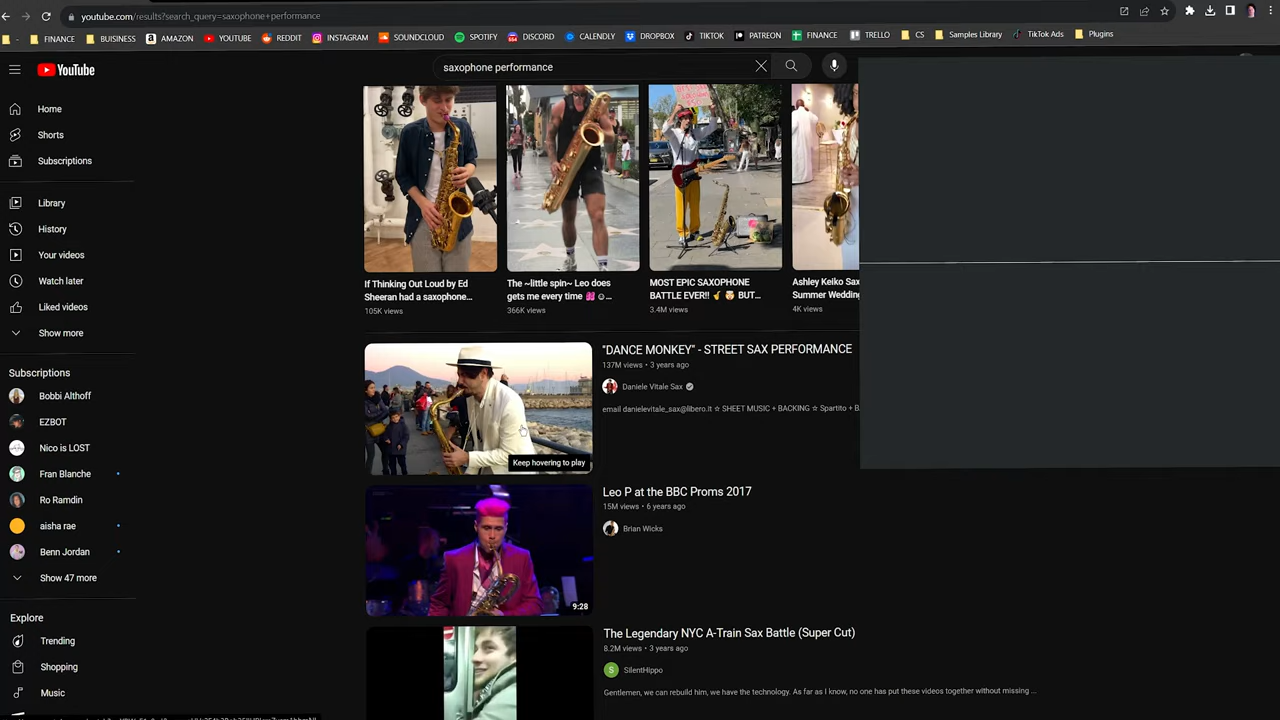 youtube.com/results?search_query=saxophone+performance
FINANCE
BUSINESS
AMAZON
YOUTUBE
REDDIT
INSTAGRAM
SOUNDCLOUD
SPOTIFY
DISCORD
CALENDLY
DROPBOX
TIKTOK
PATREON
FINANCE
TRELLO
CS
Samples Library
TikTok Ads
Plugins
YouTube
saxophone performance
Home
Shorts
Subscriptions
Library
History
Your videos
Watch later
Liked videos
Show more
Subscriptions
Bobbi Althoff
EZBOT
Nico is LOST
Fran Blanche
Ro Ramdin
aisha rae
Benn Jordan
Show 47 more
Explore
Trending
Shopping
Music
If Thinking Out Loud by Ed
Sheeran had a saxophone...
105K views
The ~little spin~ Leo does
gets me every time 🩰☺...
366K views
MOST EPIC SAXOPHONE
BATTLE EVER!! 🎷 🤯 BUT...
3.4M views
Ashley Keiko Sax
Summer Wedding
4K views
"DANCE MONKEY" - STREET SAX PERFORMANCE
137M views • 3 years ago
Daniele Vitale Sax
email danielevitale_sax@libero.it ☆ SHEET MUSIC + BACKING ☆ Spartito + B
Keep hovering to play
Leo P at the BBC Proms 2017
15M views • 6 years ago
Brian Wicks
9:28
The Legendary NYC A-Train Sax Battle (Super Cut)
8.2M views • 3 years ago
S
SilentHippo
Gentlemen, we can rebuild him, we have the technology. As far as I know, no one has put these videos together without missing ...